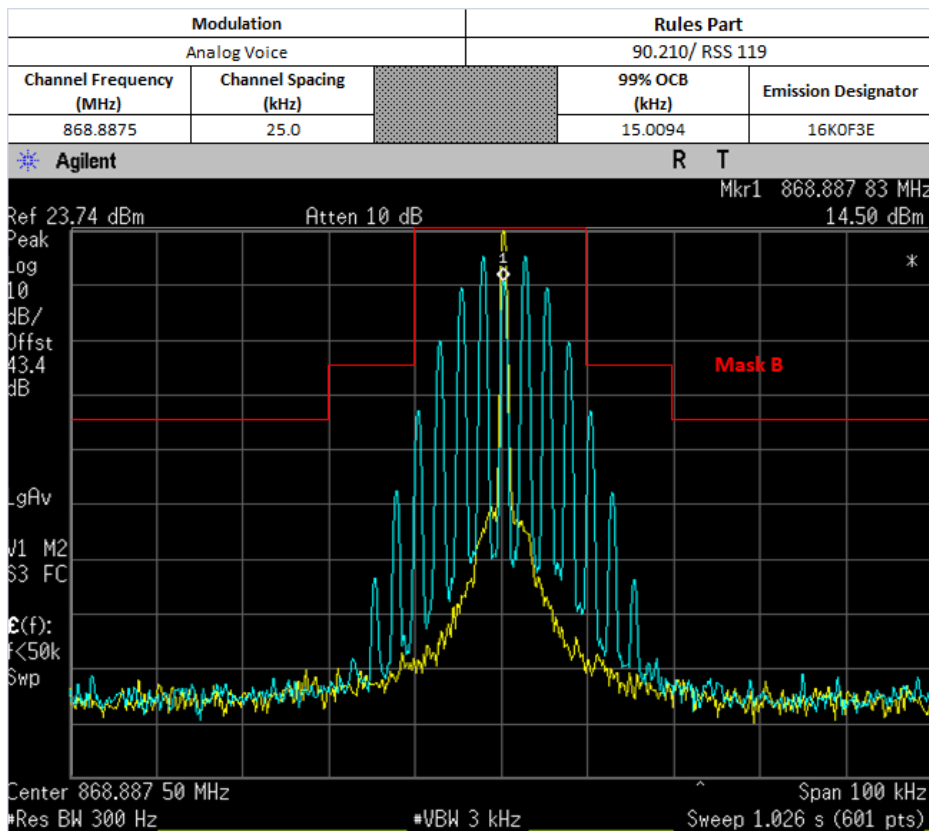 Modulation Rules Part
Analog Voice 90.210/ RSS 119
Channel Frequency (MHz) Channel Spacing (kHz) 99% OCB (kHz) Emission Designator
868.8875 25.0 15.0094 16K0F3E
Agilent R T
Mkr1 868.887 83 MHz
Ref 23.74 dBm Atten 10 dB 14.50 dBm
Peak
Log
1
*
10
dB/
Offst
43.4
dB
Mask B
LgAv
V1 M2
S3 FC
£(f):
f<50k
Swp
Center 868.887 50 MHz ^ Span 100 kHz
#Res BW 300 Hz #VBW 3 kHz Sweep 1.026 s (601 pts)